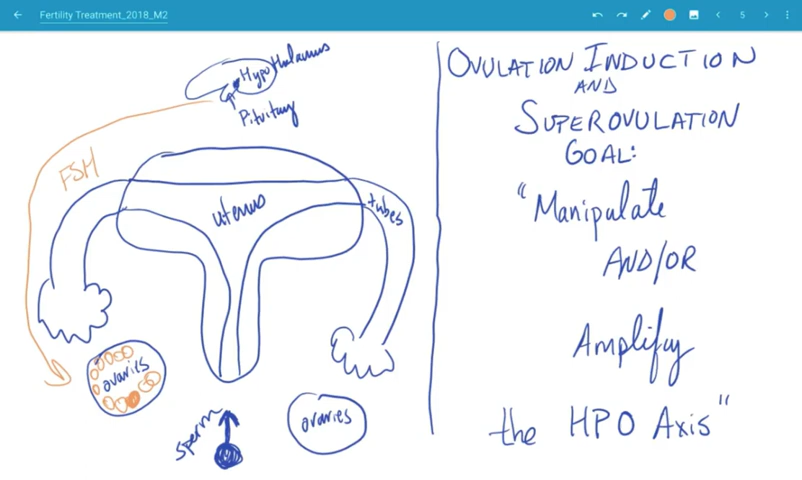 Fertility Treatment_2018_M2
5
Hypothalamus
Pituitary
FSM
uterus
tubes
ovaries
ovaries
sperm
OVULATION INDUCTION
AND
SUPEROVULATION
GOAL:
"Manipulate
AND/OR
Amplify
the HPO Axis"